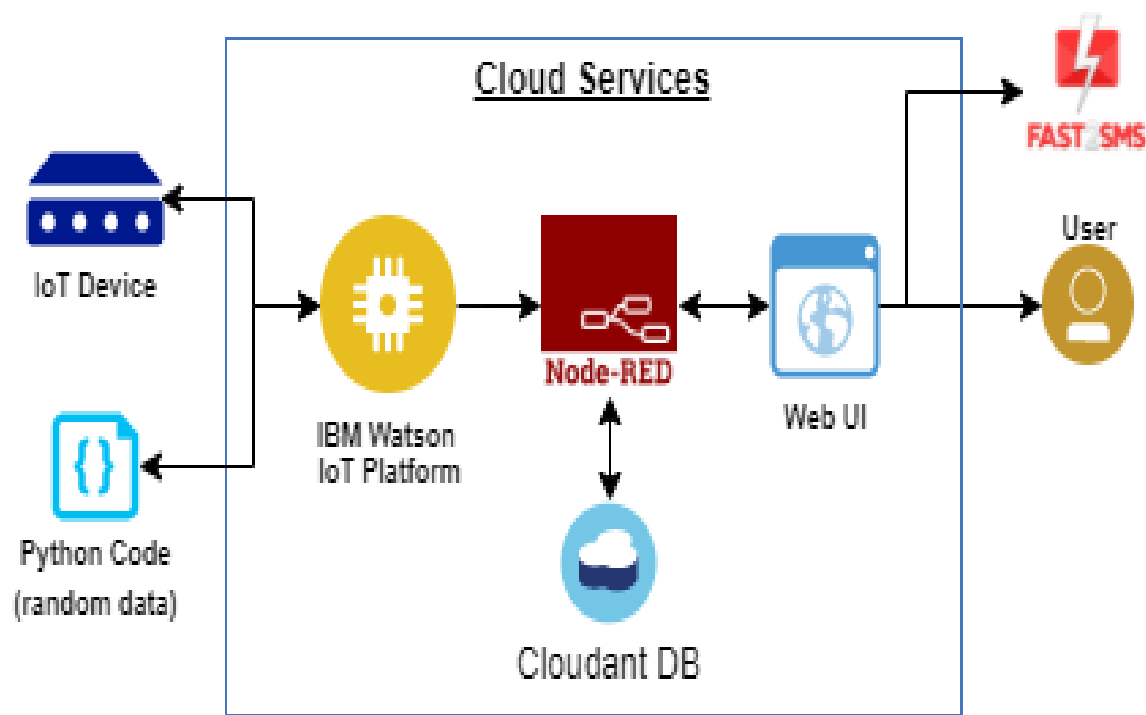 Cloud Services
FAST2SMS
User
IoT Device
Node-RED
Web UI
IBM Watson
IoT Platform
Python Code
(random data)
Cloudant DB